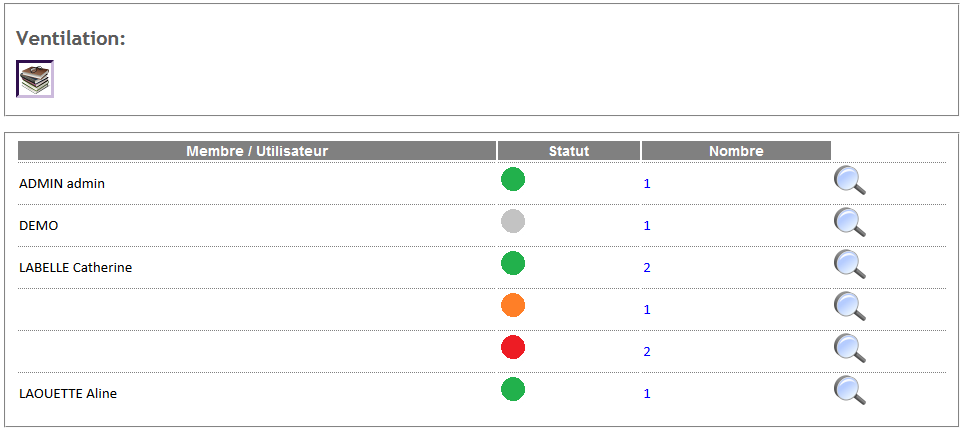 Ventilation:
Membre / Utilisateur Statut Nombre
ADMIN admin 1
DEMO 1
LABELLE Catherine 2
1
2
LAOUETTE Aline 1